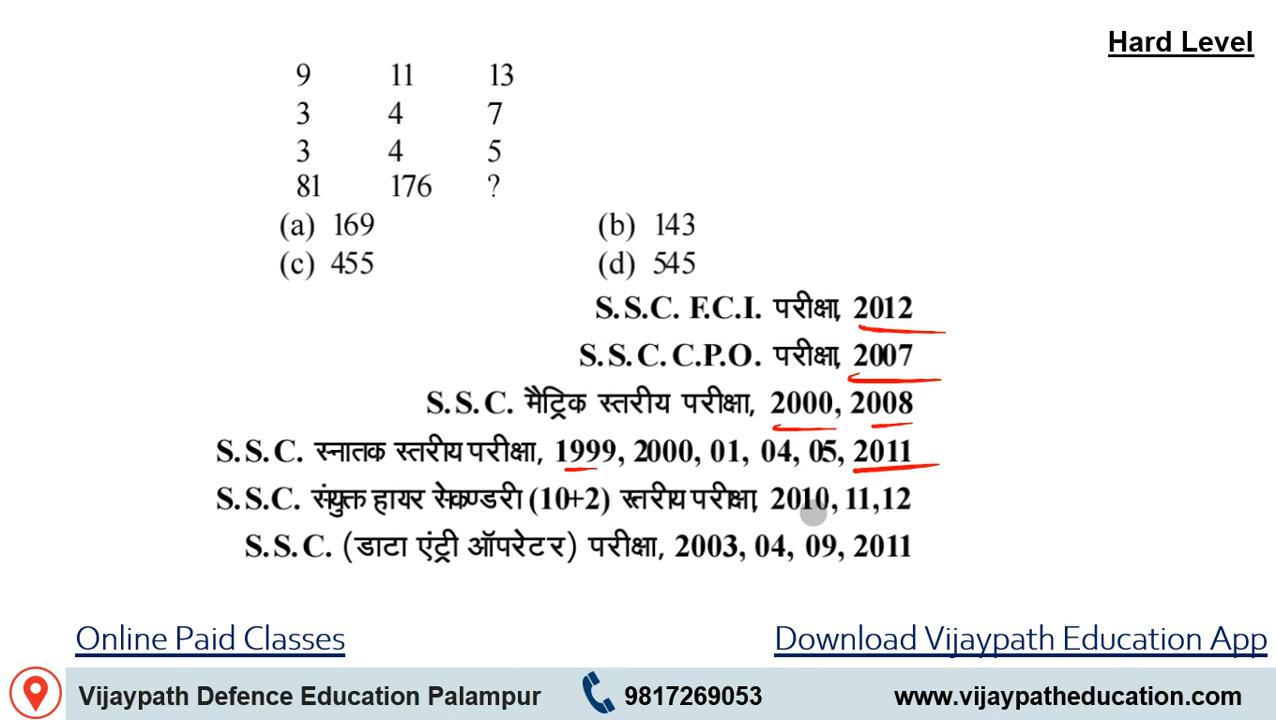 Hard Level
9 11 13
3 4 7
3 4 5
81 176 ?
(a) 169 (b) 143
(c) 455 (d) 545
S.S.C. F.C.I. परीक्षा, 2012
S.S.C. C.P.O. परीक्षा, 2007
S.S.C. मैट्रिक स्तरीय परीक्षा, 2000, 2008
S.S.C. स्नातक स्तरीय परीक्षा, 1999, 2000, 01, 04, 05, 2011
S.S.C. संयुक्त हायर सेकण्डरी (10+2) स्तरीय परीक्षा, 2010, 11,12
S.S.C. (डाटा एंट्री ऑपरेटर) परीक्षा, 2003, 04, 09, 2011
Online Paid Classes Download Vijaypath Education App
Vijaypath Defence Education Palampur 9817269053 www.vijaypatheducation.com